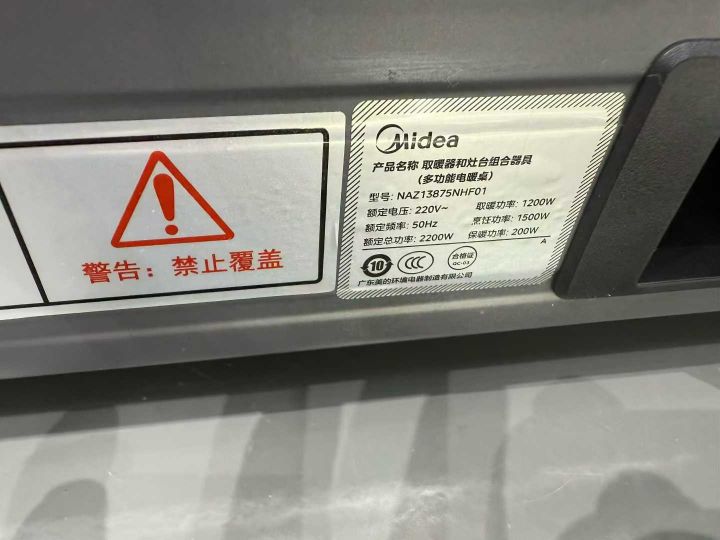 警告：禁止覆盖
Midea
产品名称 取暖器和灶台组合器具
（多功能电暖桌）
型号: NAZ13875NHF01
额定电压: 220V~ 取暖功率: 1200W
额定频率: 50Hz 烹饪功率: 1500W
额定总功率: 2200W 保暖功率: 200W
A
10 CCC 合格证 QC-03
广东美的环境电器制造有限公司